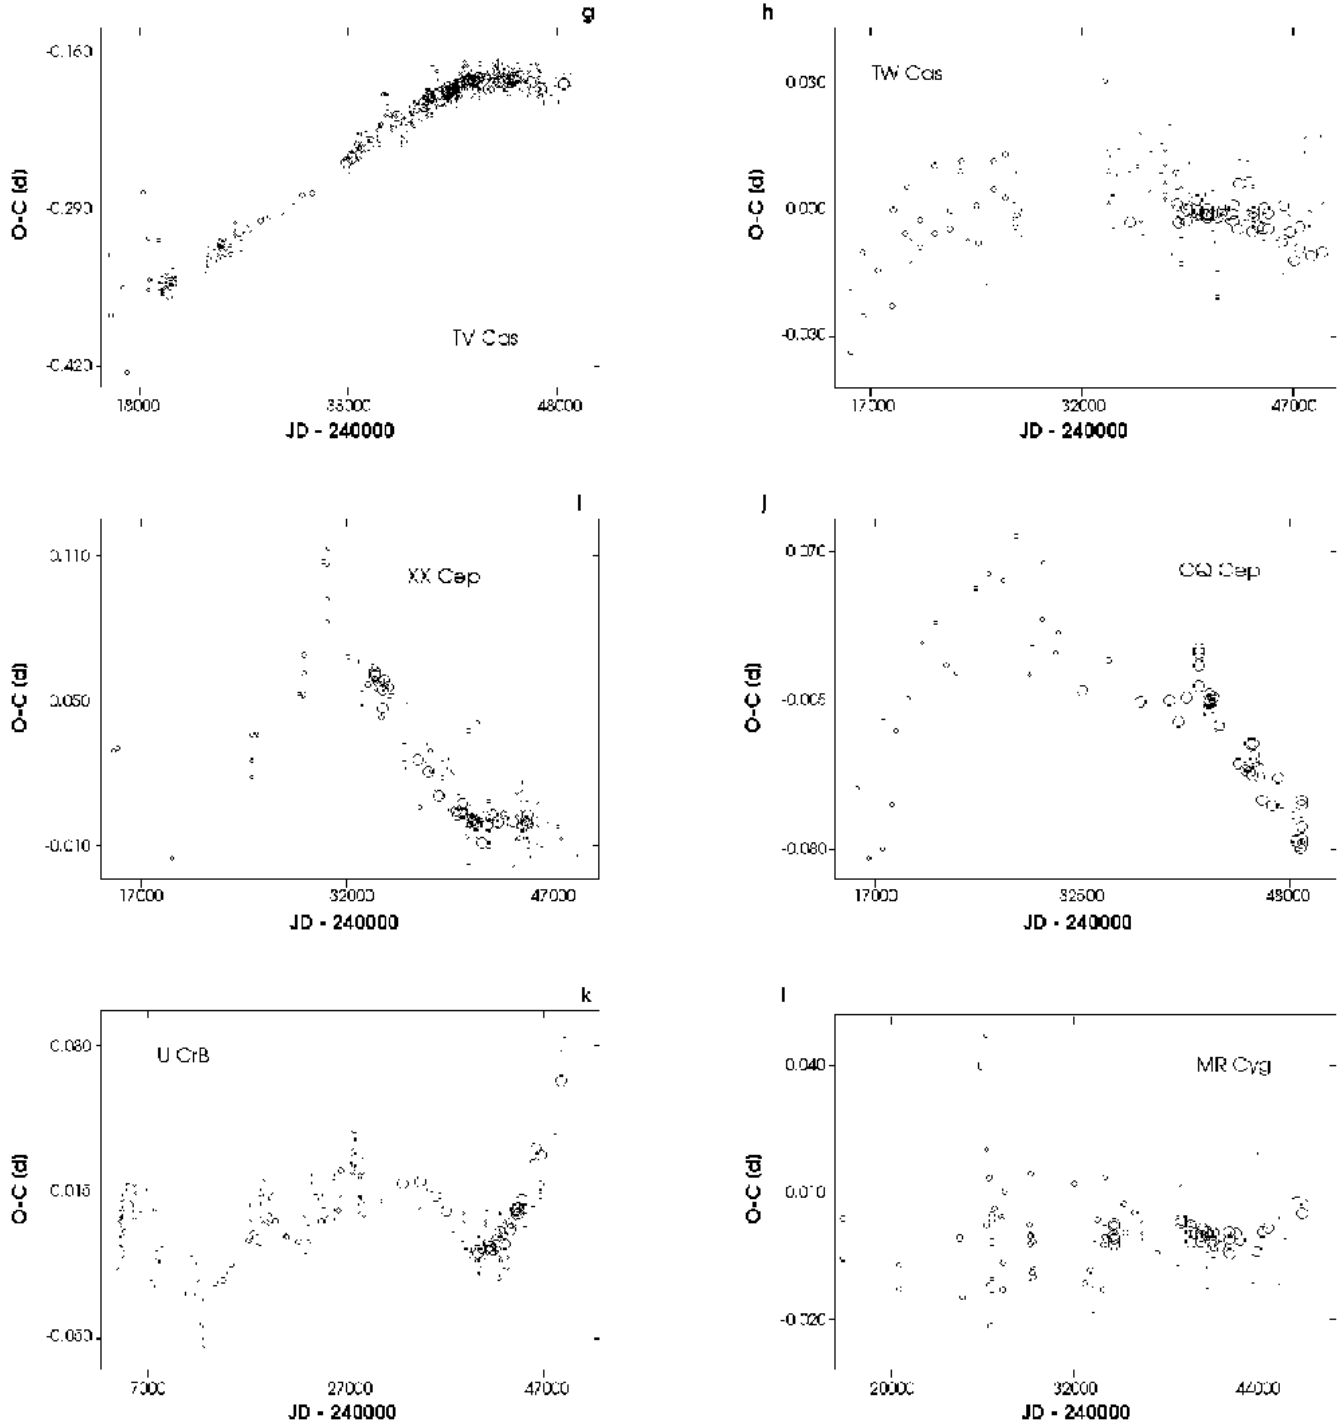 g
h
-0.160
-0.290
-0.420
O-C (d)
TV Cas
18000 33000 48000
JD - 240000
0.030
0.000
-0.030
O-C (d)
TW Cas
17000 32000 47000
JD - 240000
i
j
0.110
0.050
-0.010
O-C (d)
XX Cep
17000 32000 47000
JD - 240000
0.070
-0.005
-0.080
O-C (d)
CQ Cep
17000 32500 48000
JD - 240000
k
l
0.080
0.015
-0.050
O-C (d)
U CrB
7000 27000 47000
JD - 240000
0.040
0.010
-0.020
O-C (d)
MR Cyg
20000 32000 44000
JD - 240000